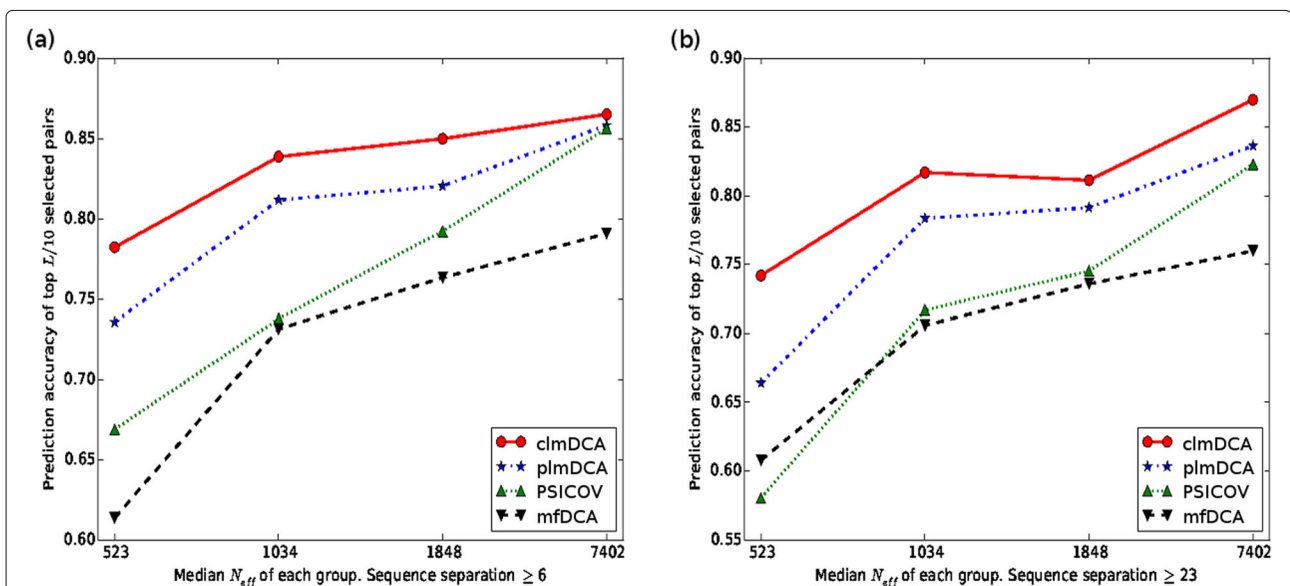 (a)
Prediction accuracy of top L/10 selected pairs
0.90
0.85
0.80
0.75
0.70
0.65
0.60
523 1034 1848 7402
Median N_eff of each group. Sequence separation ≥ 6
clmDCA
plmDCA
PSICOV
mfDCA
(b)
Prediction accuracy of top L/10 selected pairs
0.90
0.85
0.80
0.75
0.70
0.65
0.60
0.55
523 1034 1848 7402
Median N_eff of each group. Sequence separation ≥ 23
clmDCA
plmDCA
PSICOV
mfDCA